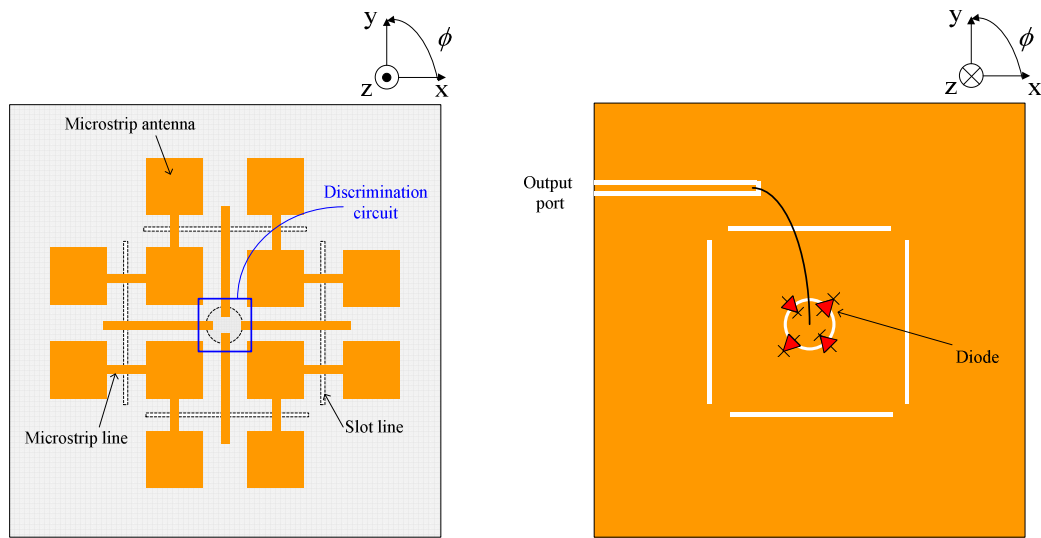 y
ϕ
z
x
y
ϕ
z
x
Microstrip antenna
Discrimination
circuit
Output
port
Diode
Slot line
Microstrip line